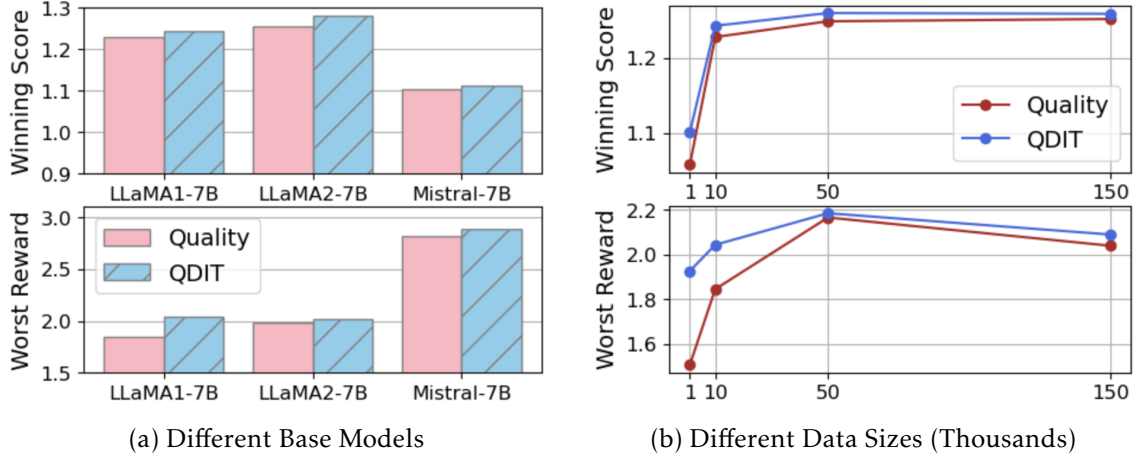 Winning Score
1.3
1.2
1.1
1.0
0.9
LLaMA1-7B LLaMA2-7B Mistral-7B
Worst Reward
3.0
2.5
2.0
1.5
Quality
QDIT
LLaMA1-7B LLaMA2-7B Mistral-7B
(a) Different Base Models
Winning Score
1.2
1.1
Quality
QDIT
1 10 50 150
Worst Reward
2.2
2.0
1.8
1.6
1 10 50 150
(b) Different Data Sizes (Thousands)